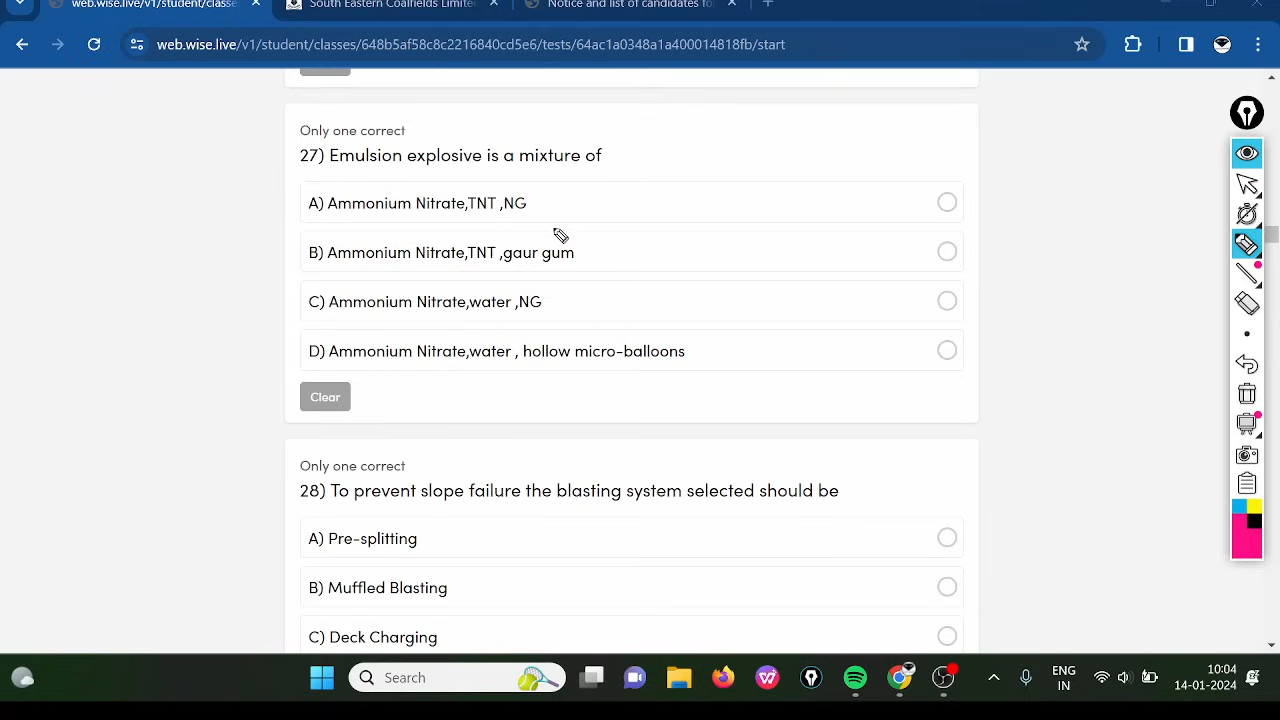 web.wise.live/v1/student/classe
South Eastern Coalfields Limite
Notice and list of candidates fo
web.wise.live/v1/student/classes/648b5af58c8c2216840cd5e6/tests/64ac1a0348a1a400014818fb/start
Only one correct
27) Emulsion explosive is a mixture of
A) Ammonium Nitrate,TNT ,NG
B) Ammonium Nitrate,TNT ,gaur gum
C) Ammonium Nitrate,water ,NG
D) Ammonium Nitrate,water , hollow micro-balloons
Clear
Only one correct
28) To prevent slope failure the blasting system selected should be
A) Pre-splitting
B) Muffled Blasting
C) Deck Charging
Search
ENG
IN
10:04
14-01-2024